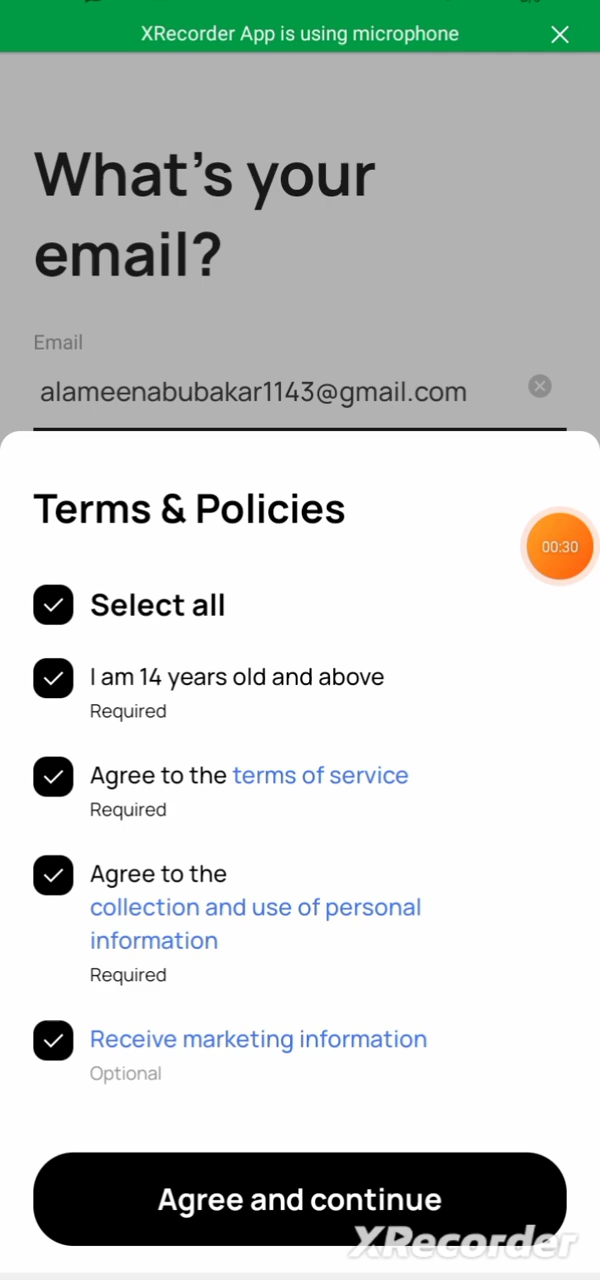 XRecorder App is using microphone
What's your
email?
Email
alameenabubakar1143@gmail.com
Terms & Policies
00:30
Select all
I am 14 years old and above
Required
Agree to the terms of service
Required
Agree to the
collection and use of personal
information
Required
Receive marketing information
Optional
Agree and continue
XRecorder